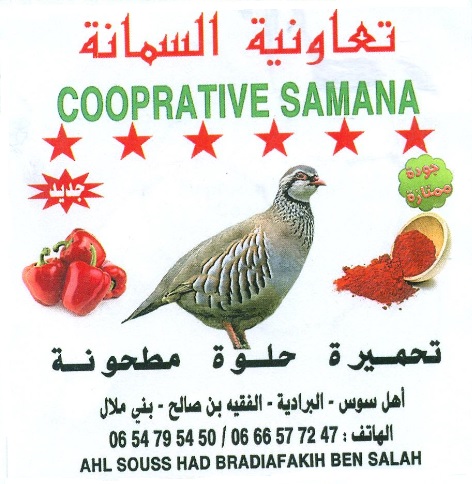 تعاونية السمانة
COOPRATIVE SAMANA
جديد
جودة
ممتازة
تحميرة حلوة مطحونة
أهل سوس - البرادية - الفقيه بن صالح - بني ملال
الهاتف : 47 72 57 66 06 / 50 54 79 54 06
AHL SOUSS HAD BRADIAFAKIH BEN SALAH